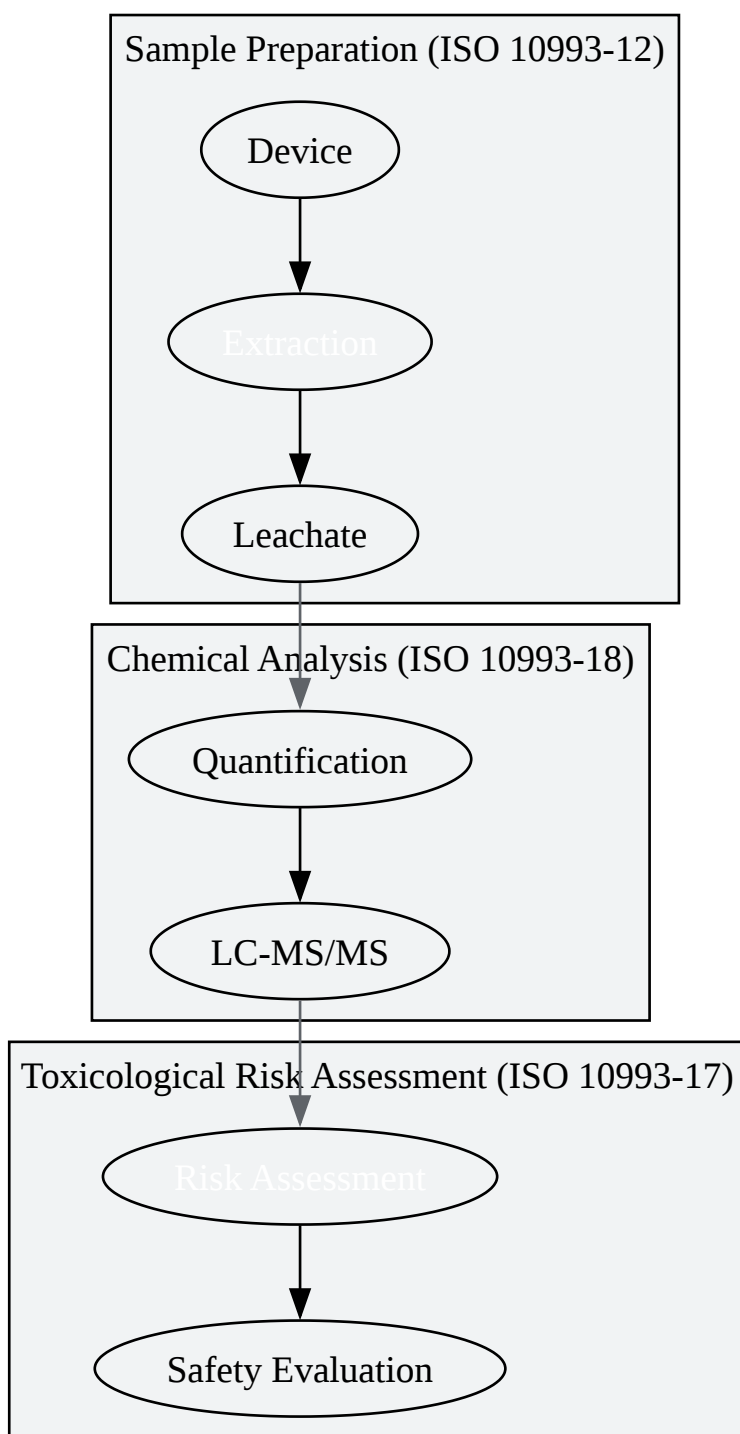 Sample Preparation (ISO 10993-12)
Device
Extraction
Leachate
Chemical Analysis (ISO 10993-18)
Quantification
LC-MS/MS
Toxicological Risk Assessment (ISO 10993-17)
Risk Assessment
Safety Evaluation